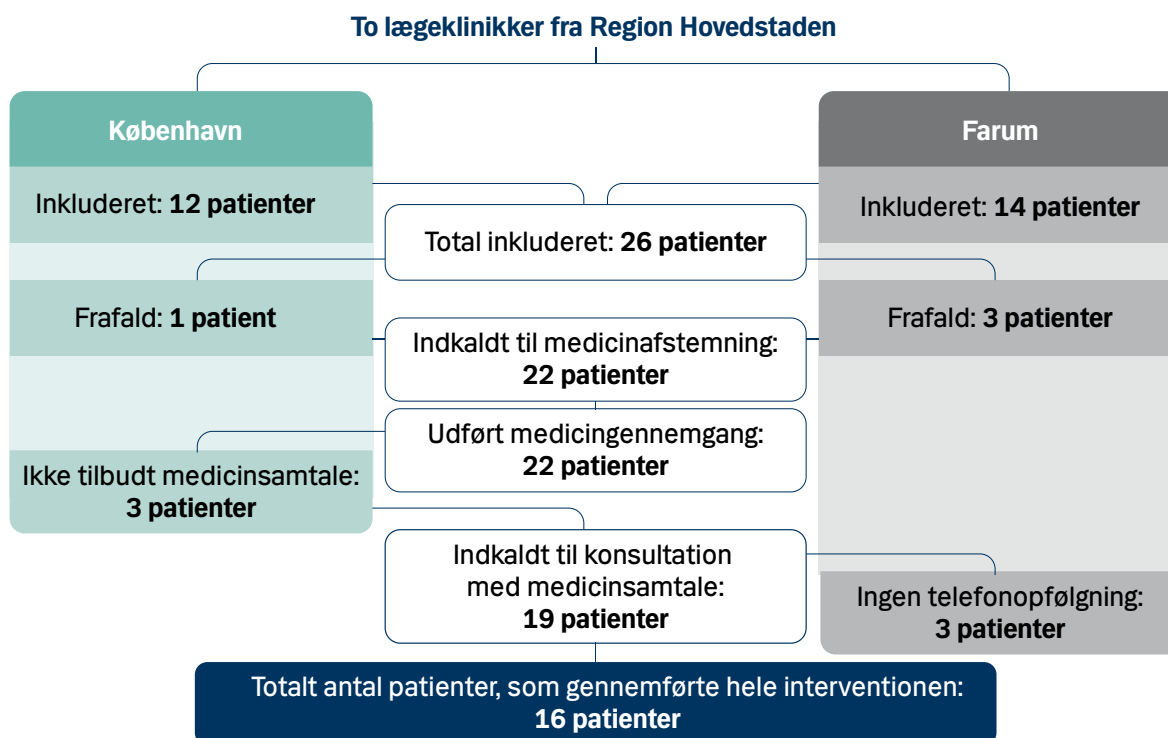 To lægeklinikker fra Region Hovedstaden
København
Farum
Inkluderet: 12 patienter
Inkluderet: 14 patienter
Total inkluderet: 26 patienter
Frafald: 1 patient
Frafald: 3 patienter
Indkaldt til medicinafstemning:
22 patienter
Udført medicingennemgang:
22 patienter
Ikke tilbudt medicinsamtale:
3 patienter
Indkaldt til konsultation
med medicinsamtale:
19 patienter
Ingen telefonopfølgning:
3 patienter
Totalt antal patienter, som gennemførte hele interventionen:
16 patienter